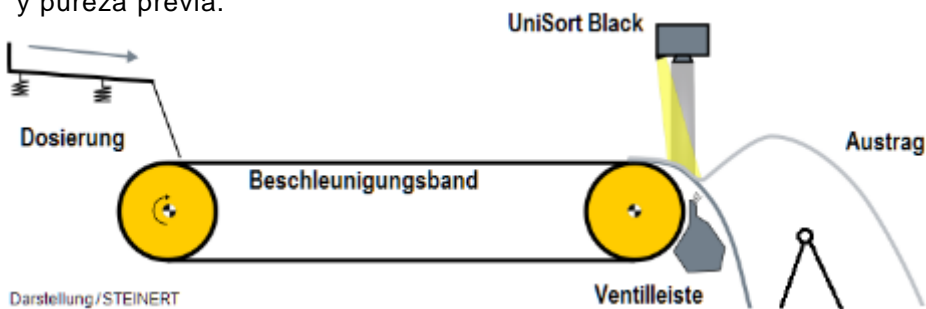 y pureza previa.
UniSort Black
Dosierung
Austrag
Beschleunigungsband
Ventilleiste
Darstellung/STEINERT